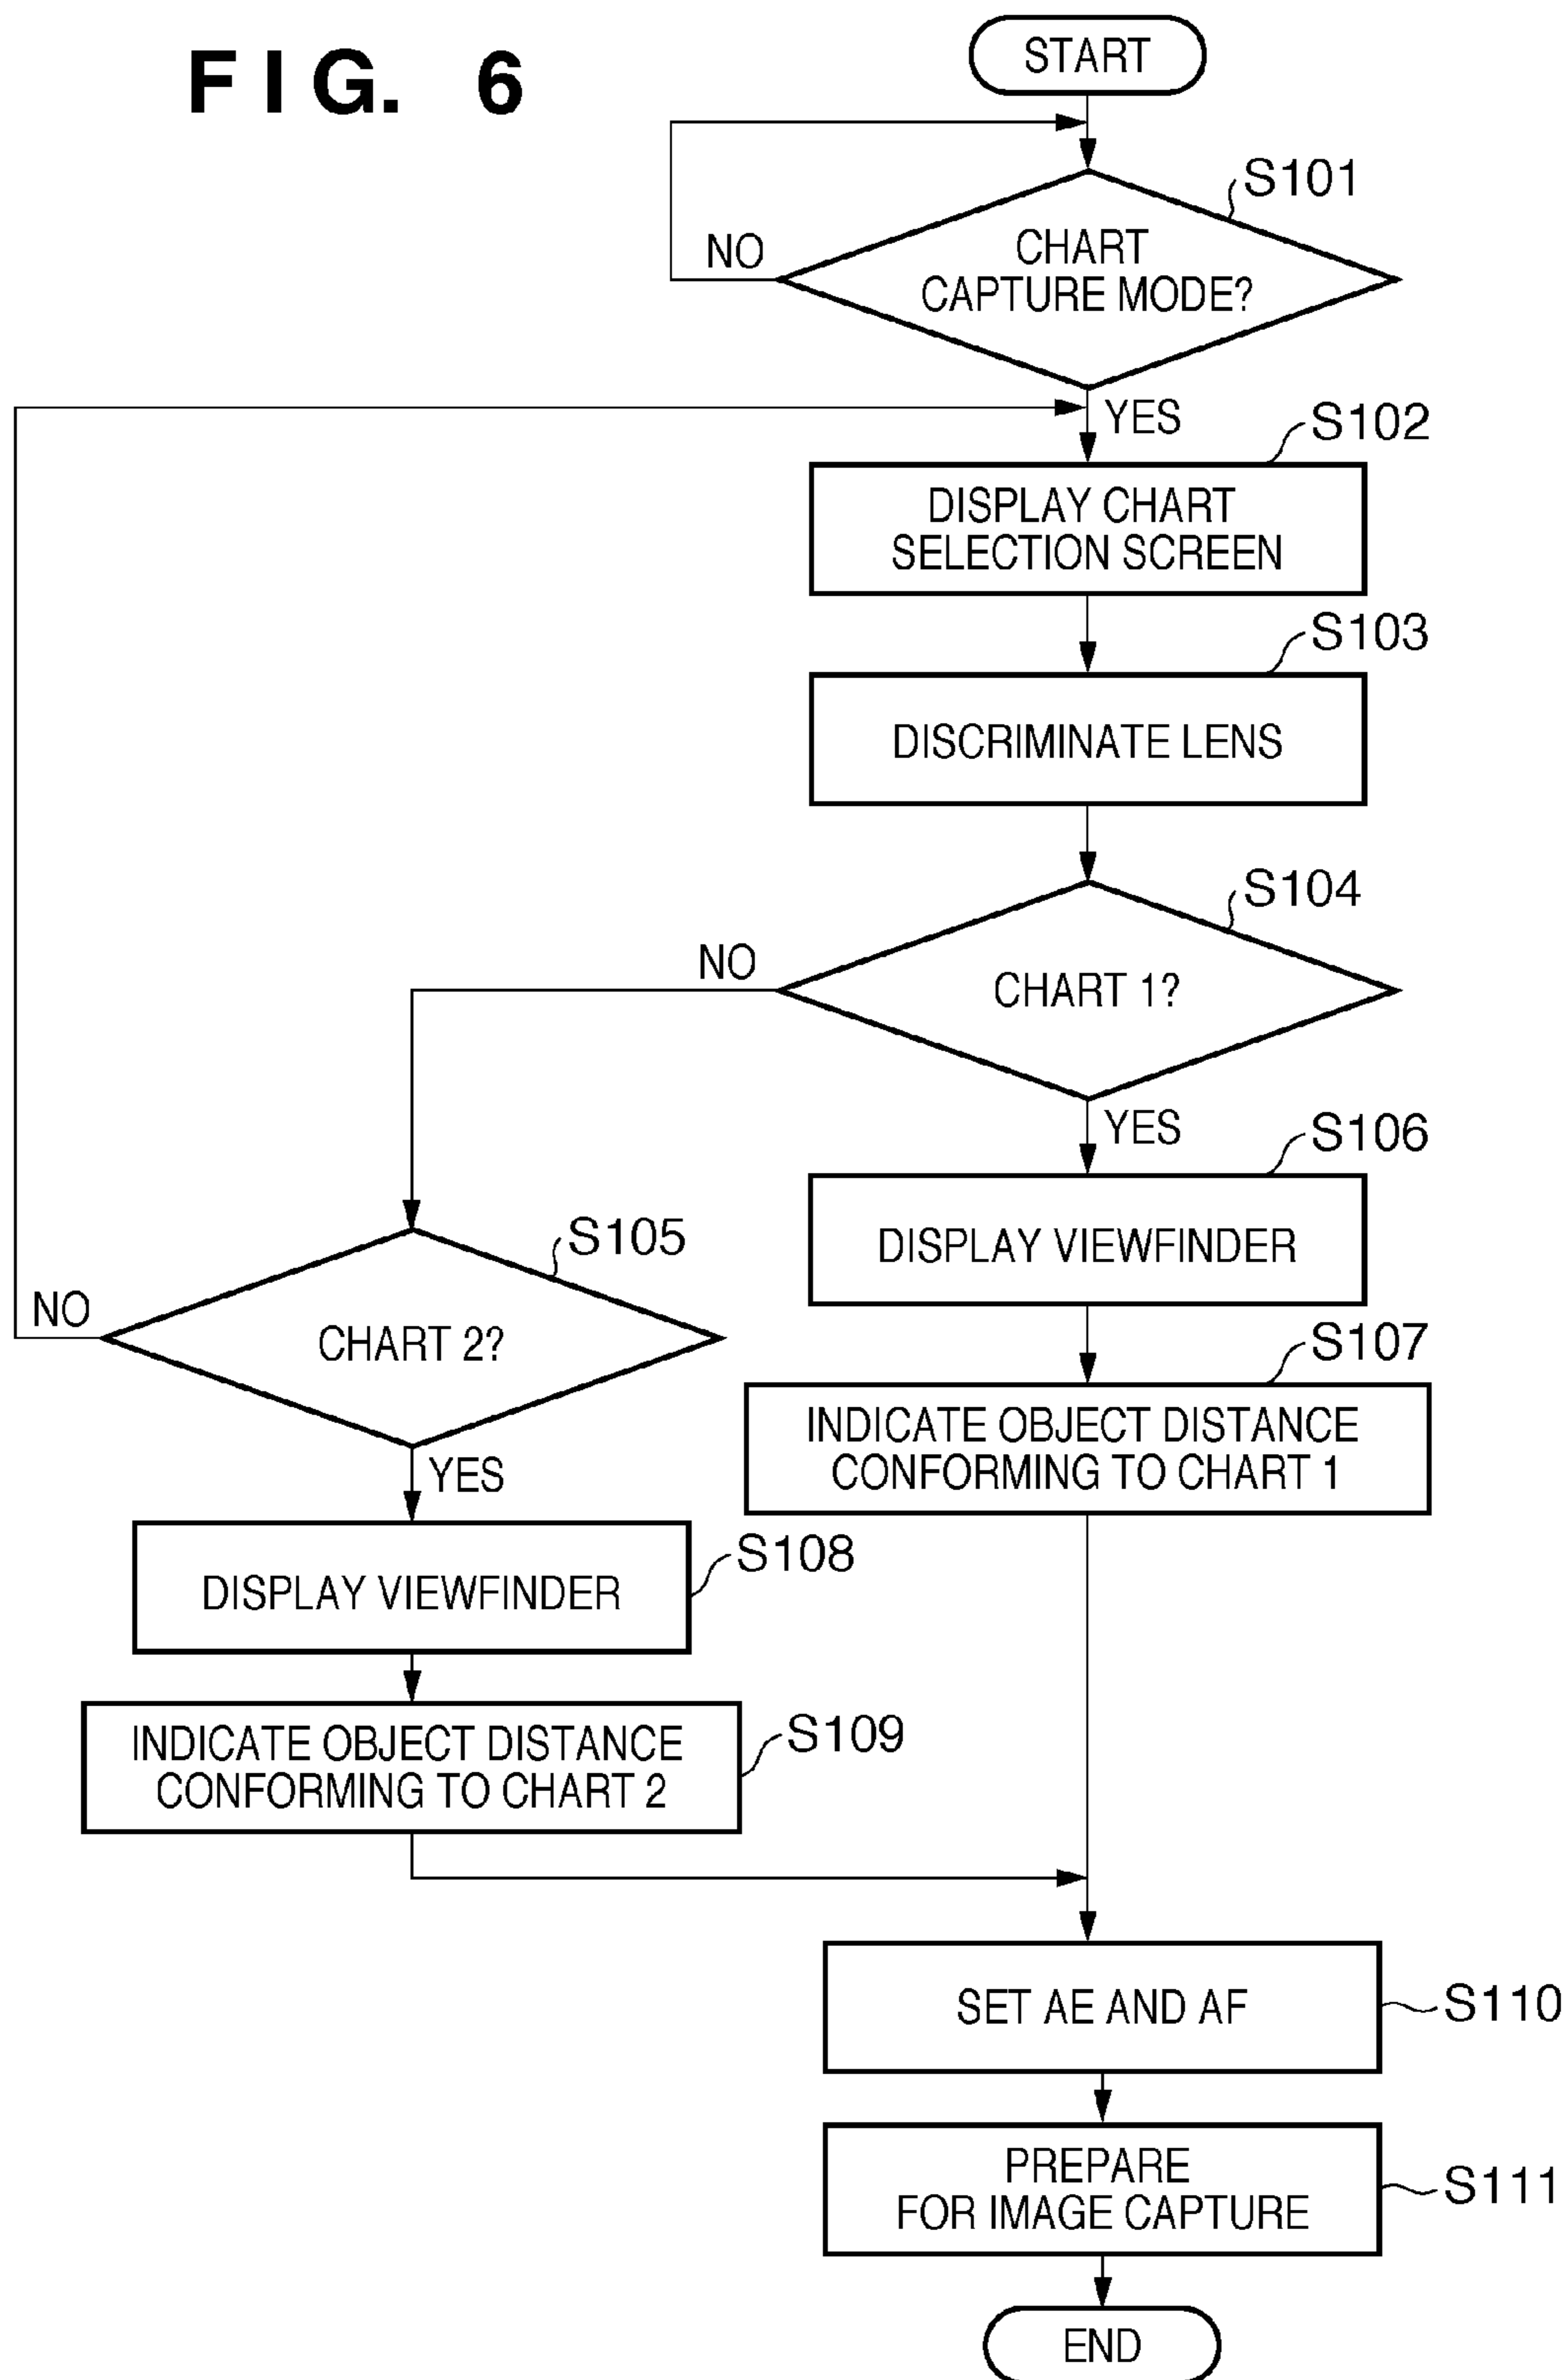 FIG. 6
START
S101
NO
CHART
CAPTURE MODE?
YES
S102
DISPLAY CHART
SELECTION SCREEN
S103
DISCRIMINATE LENS
S104
NO
CHART 1?
YES
S106
DISPLAY VIEWFINDER
S105
NO
CHART 2?
YES
S107
INDICATE OBJECT DISTANCE
CONFORMING TO CHART 1
S108
DISPLAY VIEWFINDER
S109
INDICATE OBJECT DISTANCE
CONFORMING TO CHART 2
SET AE AND AF
S110
PREPARE
FOR IMAGE CAPTURE
S111
END